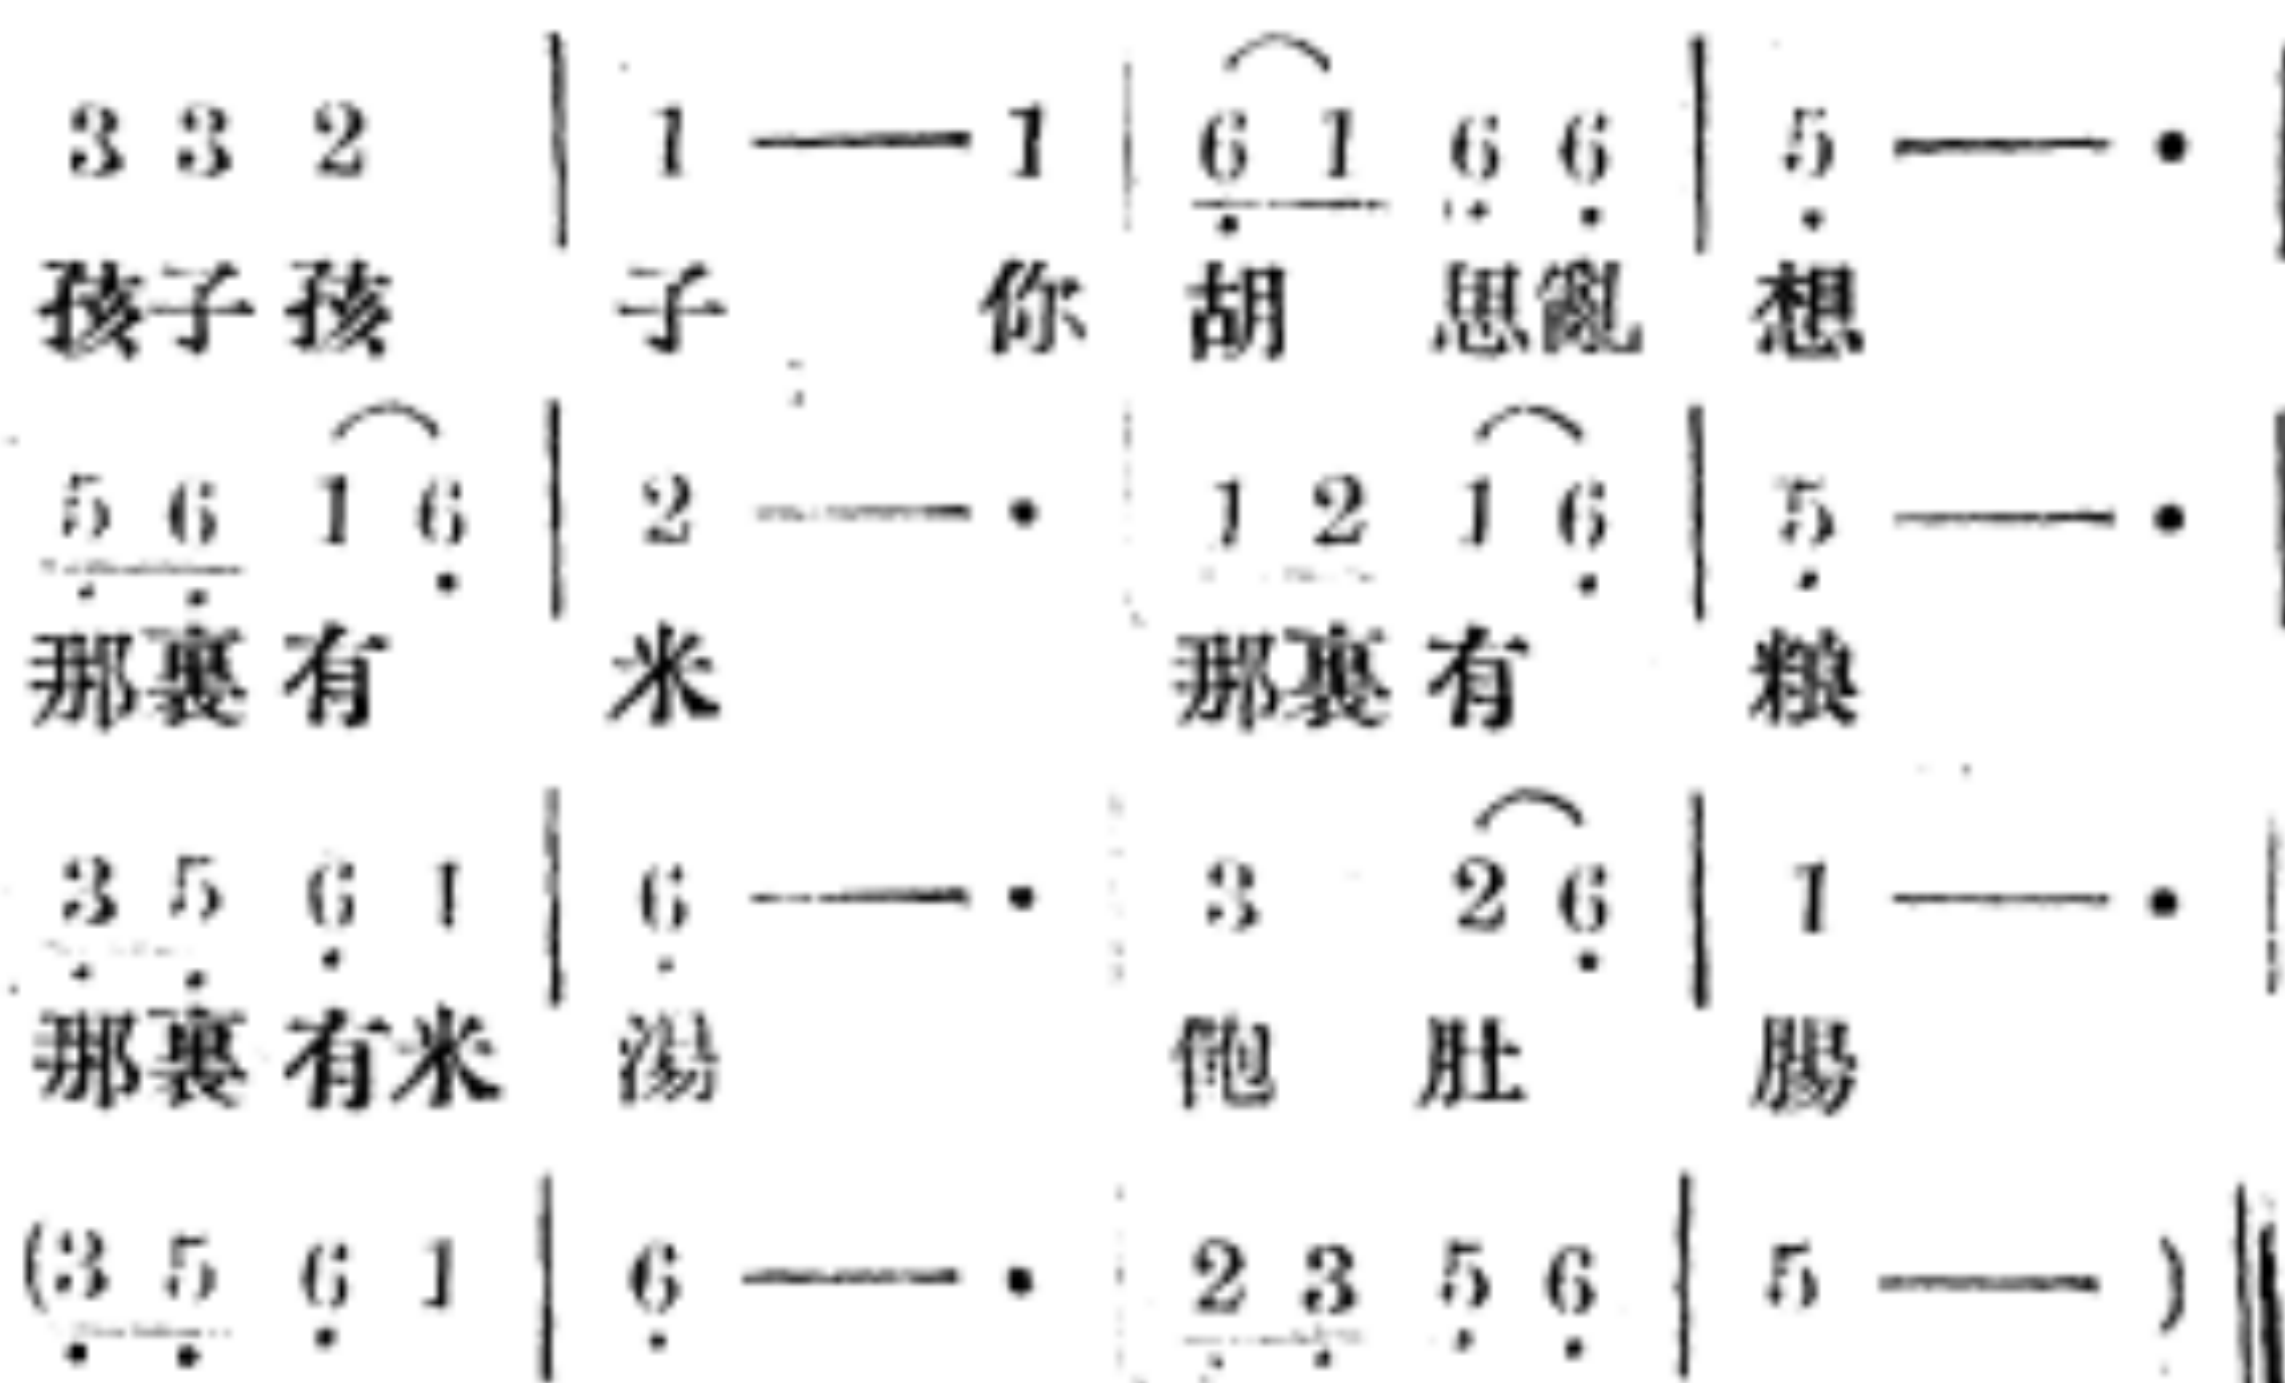 3 3 2 | 1 — 1 | 6 1 6 6 | 5 — • |
孩子孩 子 你 胡 思亂 想
5 6 1 6 | 2 — • | 1 2 1 6 | 5 — • |
那裏有 米 那裏有 粮
3 5 6 1 | 6 — • | 3 2 6 | 1 — • |
那裏有米 湯 飽 肚 腸
(3 5 6 1 | 6 — • | 2 3 5 6 | 5 — ) ‖